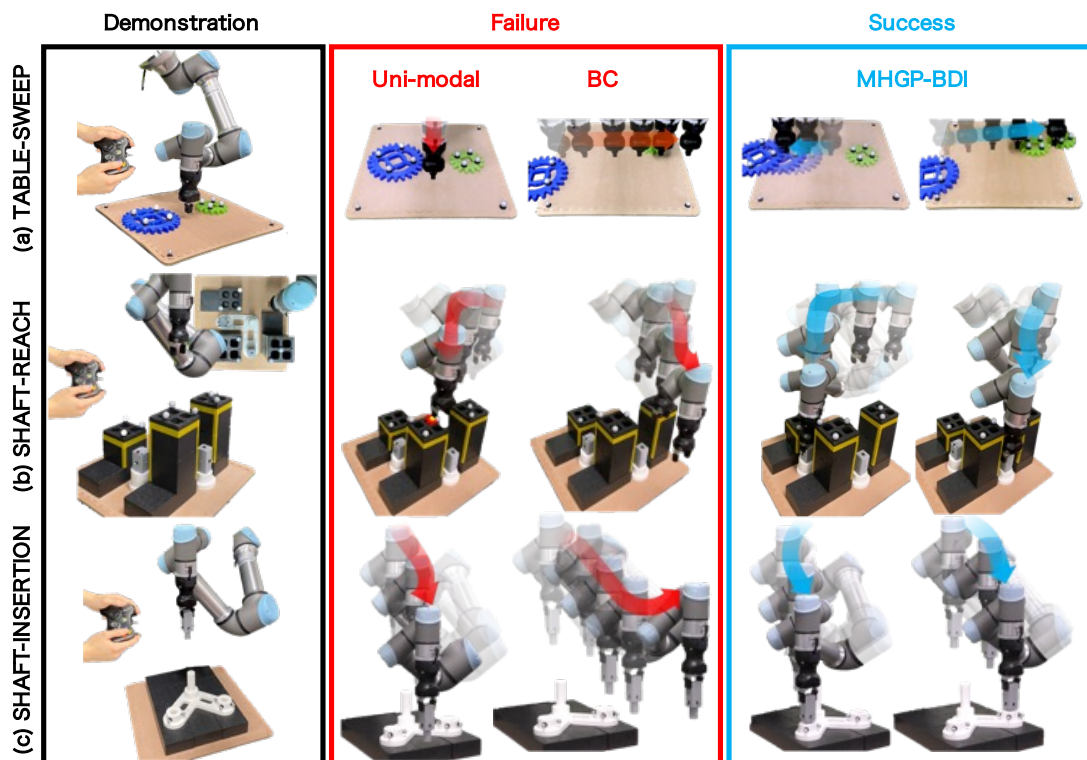 Demonstration
Failure
Success
Uni-modal
BC
MHGP-BDI
(a) TABLE-SWEEP
(b) SHAFT-REACH
(c) SHAFT-INSERTION